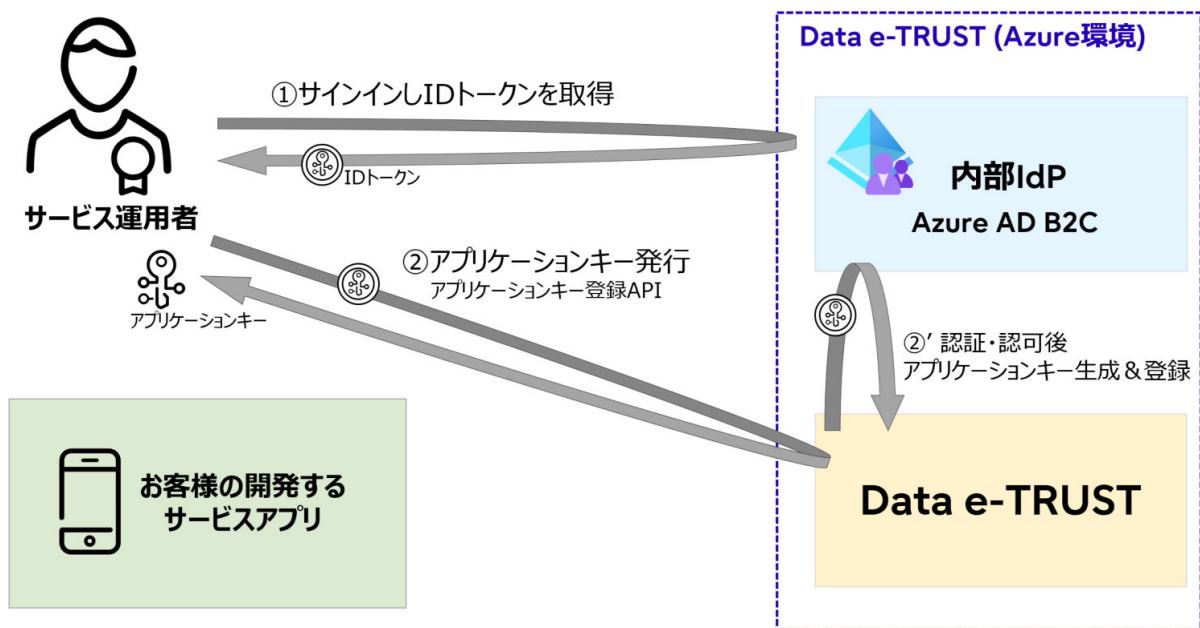 Data e-TRUST (Azure環境)
①サインインしIDトークンを取得
IDトークン
サービス運用者
内部IdP
Azure AD B2C
②アプリケーションキー発行
アプリケーションキー登録API
アプリケーションキー
②’ 認証・認可後
アプリケーションキー生成＆登録
お客様の開発する
サービスアプリ
Data e-TRUST